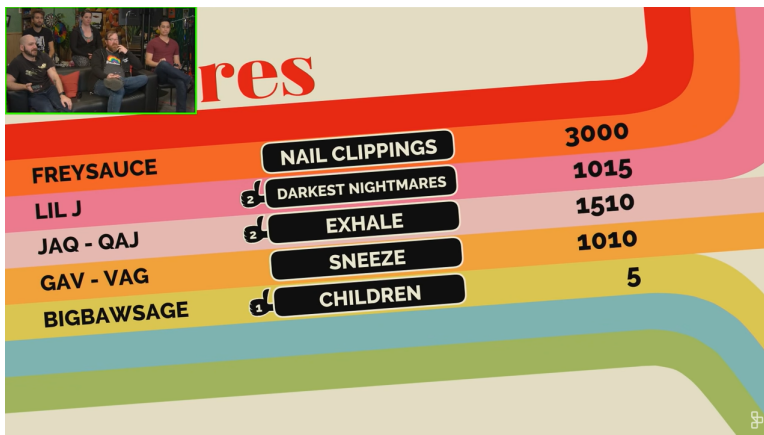 res
FREYSAUCE NAIL CLIPPINGS 3000
LIL J 2 DARKEST NIGHTMARES 1015
JAQ - QAJ 2 EXHALE 1510
GAV - VAG SNEEZE 1010
BIGBAWSAGE 1 CHILDREN 5